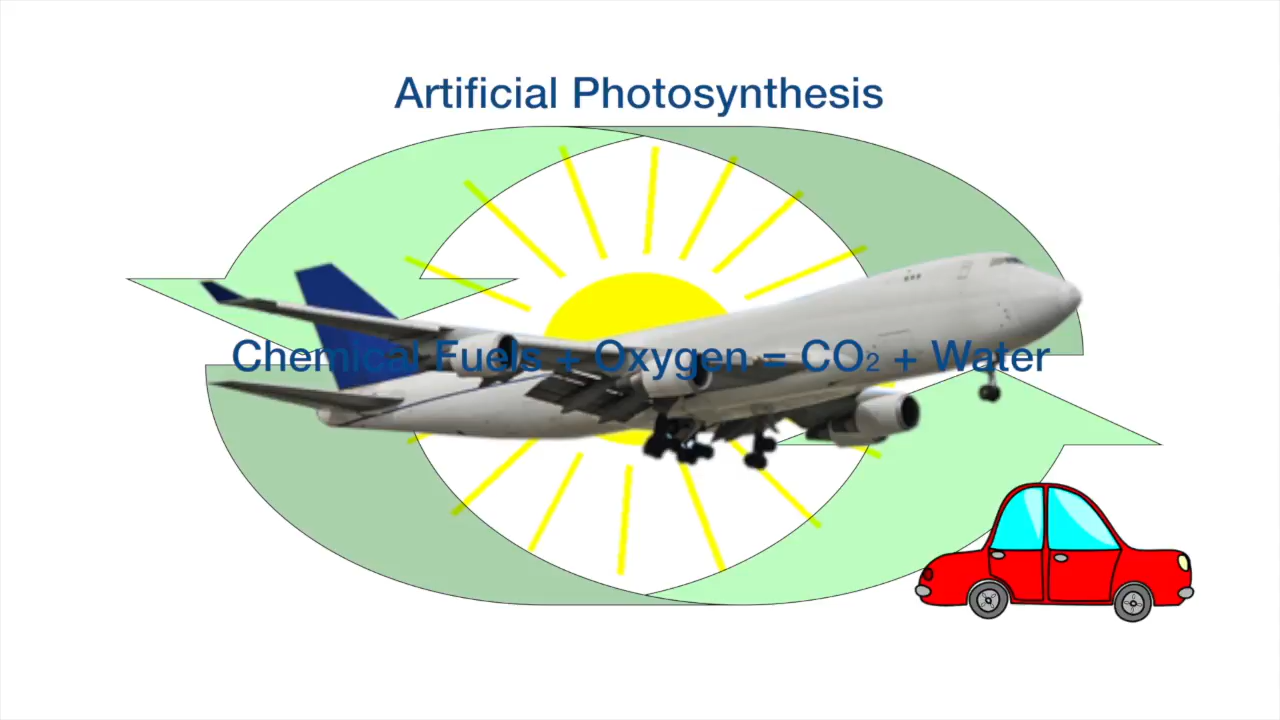 Artificial Photosynthesis
Chemical Fuels + Oxygen = CO₂ + Water